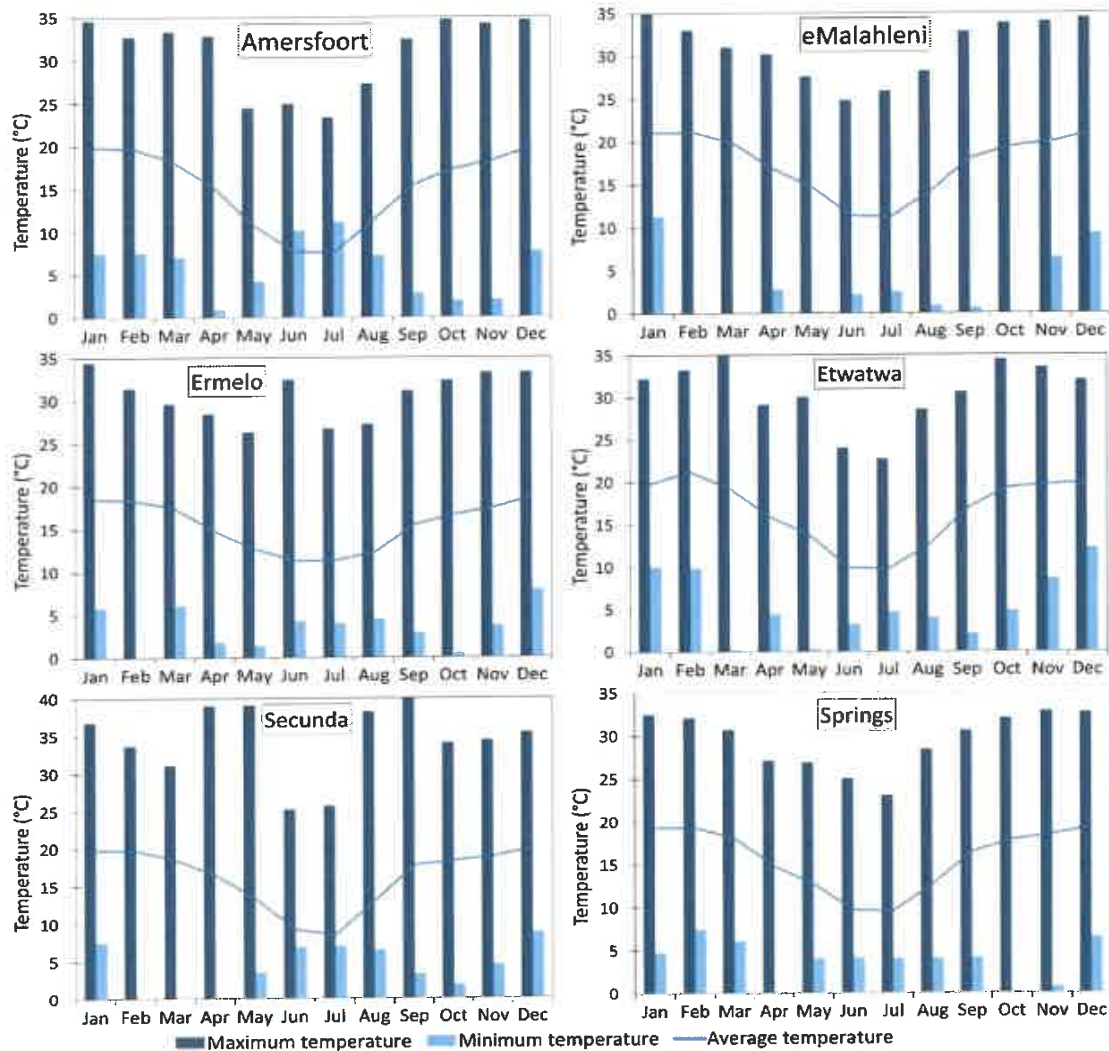 Amersfoort
Temperature (°C)
35
30
25
20
15
10
5
0
Jan Feb Mar Apr May Jun Jul Aug Sep Oct Nov Dec
eMalahleni
Temperature (°C)
35
30
25
20
15
10
5
0
Jan Feb Mar Apr May Jun Jul Aug Sep Oct Nov Dec
Ermelo
Temperature (°C)
35
30
25
20
15
10
5
0
Jan Feb Mar Apr May Jun Jul Aug Sep Oct Nov Dec
Etwatwa
Temperature (°C)
35
30
25
20
15
10
5
0
Jan Feb Mar Apr May Jun Jul Aug Sep Oct Nov Dec
Secunda
Temperature (°C)
40
35
30
25
20
15
10
5
0
Jan Feb Mar Apr May Jun Jul Aug Sep Oct Nov Dec
Springs
Temperature (°C)
35
30
25
20
15
10
5
0
Jan Feb Mar Apr May Jun Jul Aug Sep Oct Nov Dec
Maximum temperature Minimum temperature Average temperature